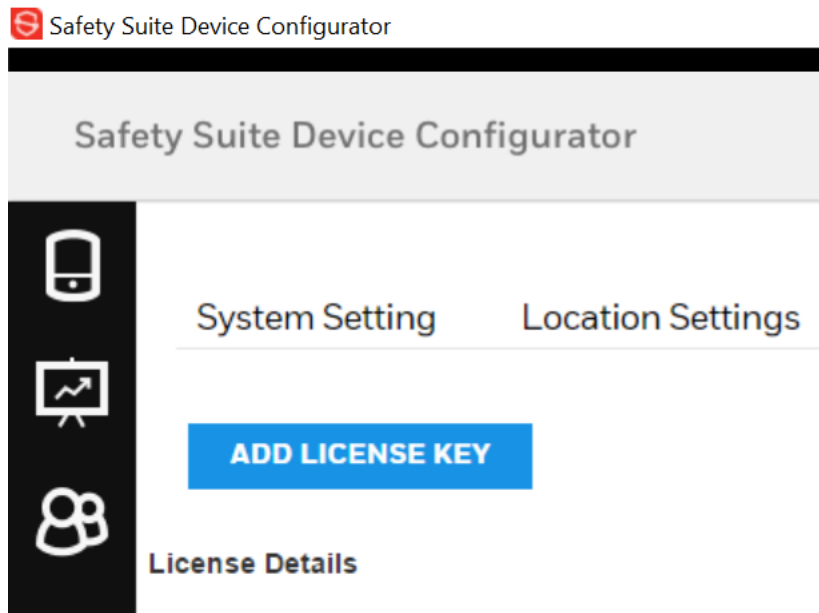 Safety Suite Device Configurator
Safety Suite Device Configurator
System Setting Location Settings
ADD LICENSE KEY
License Details